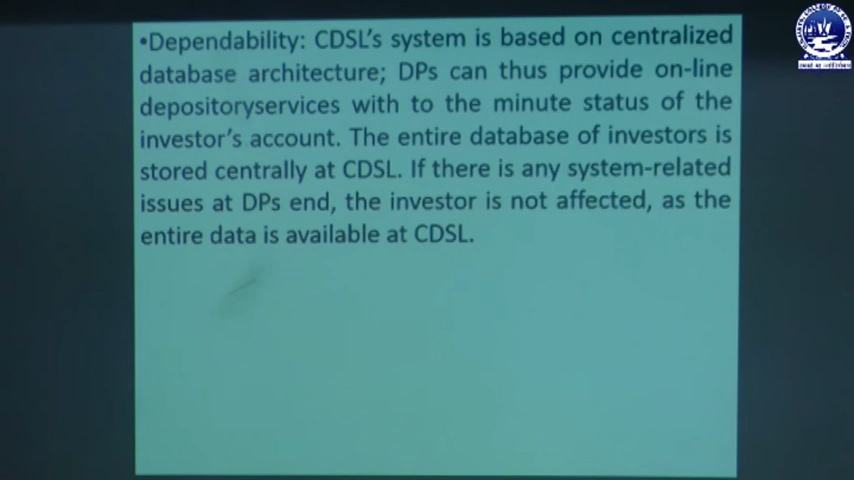 •Dependability: CDSL's system is based on centralized
database architecture; DPs can thus provide on-line
depositoryservices with to the minute status of the
investor's account. The entire database of investors is
stored centrally at CDSL. If there is any system-related
issues at DPs end, the investor is not affected, as the
entire data is available at CDSL.